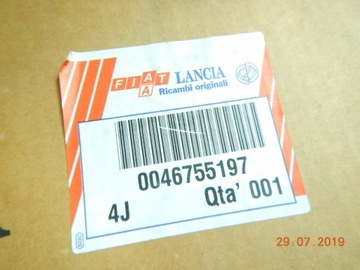 FIAT LANCIA
Ricambi originali
0046755197
4J Qta' 001
29.07.2019